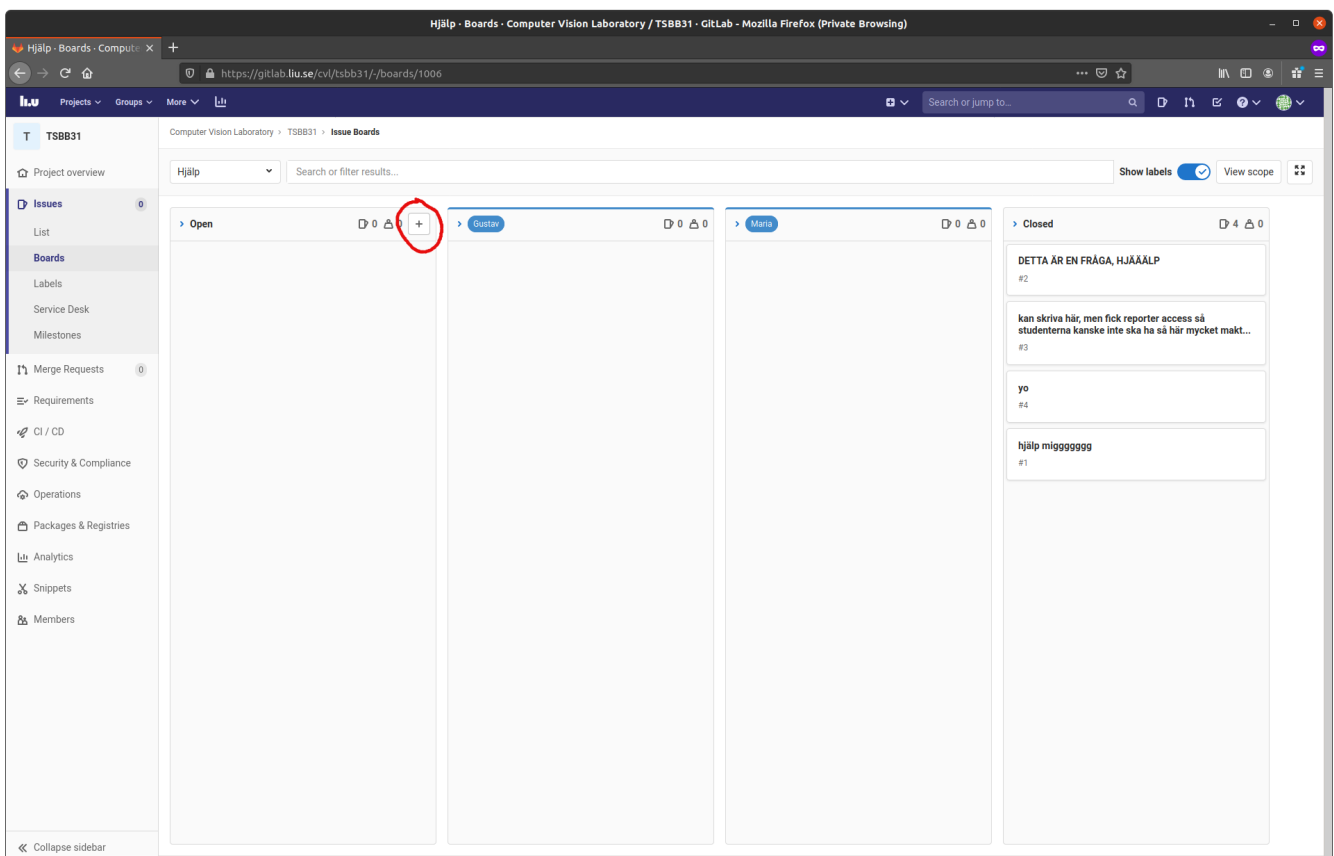 Hjälp · Boards · Computer Vision Laboratory / TSBB31 · GitLab - Mozilla Firefox (Private Browsing)
Hjälp · Boards · Compute
https://gitlab.liu.se/cvl/tsbb31/-/boards/1006
li.u Projects Groups More Search or jump to...
T TSBB31
Computer Vision Laboratory > TSBB31 > Issue Boards
Project overview
Issues 0
List
Boards
Labels
Service Desk
Milestones
Merge Requests 0
Requirements
CI / CD
Security & Compliance
Operations
Packages & Registries
Analytics
Snippets
Members
Collapse sidebar
Hjälp Search or filter results... Show labels View scope
Open 0 0 +
Gustav 0 0
Maria 0 0
Closed 4 0
DETTA ÄR EN FRÅGA, HJÄÄÄLP
#2
kan skriva här, men fick reporter access så
studenterna kanske inte ska ha så här mycket makt...
#3
yo
#4
hjälp miggggggg
#1